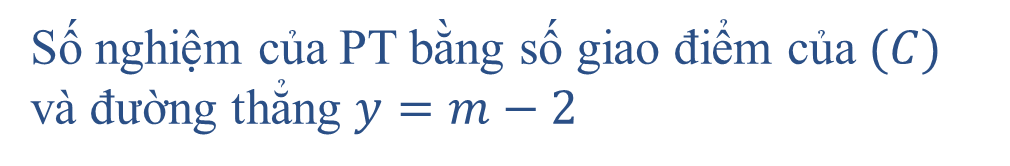 Số nghiệm của PT bằng số giao điểm của (C)
và đường thẳng y = m − 2